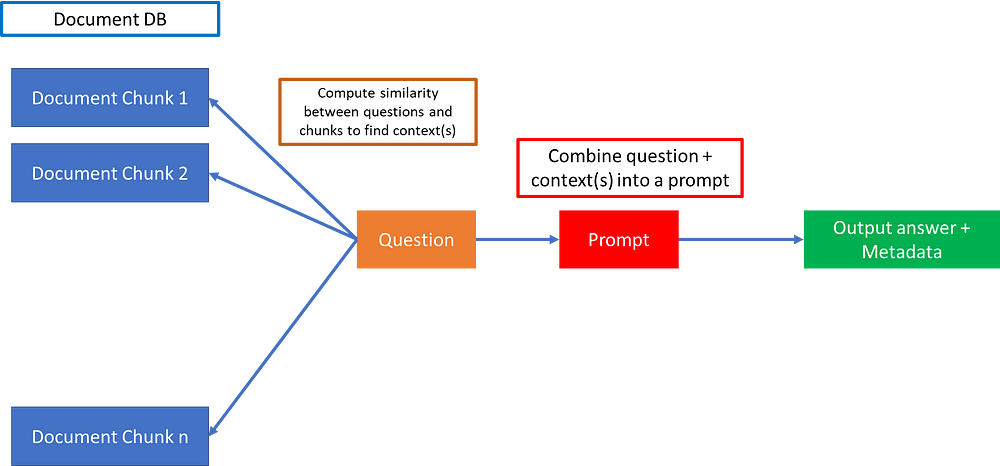 Document DB
Document Chunk 1
Document Chunk 2
Document Chunk n
Compute similarity
between questions and
chunks to find context(s)
Question
Combine question +
context(s) into a prompt
Prompt
Output answer +
Metadata